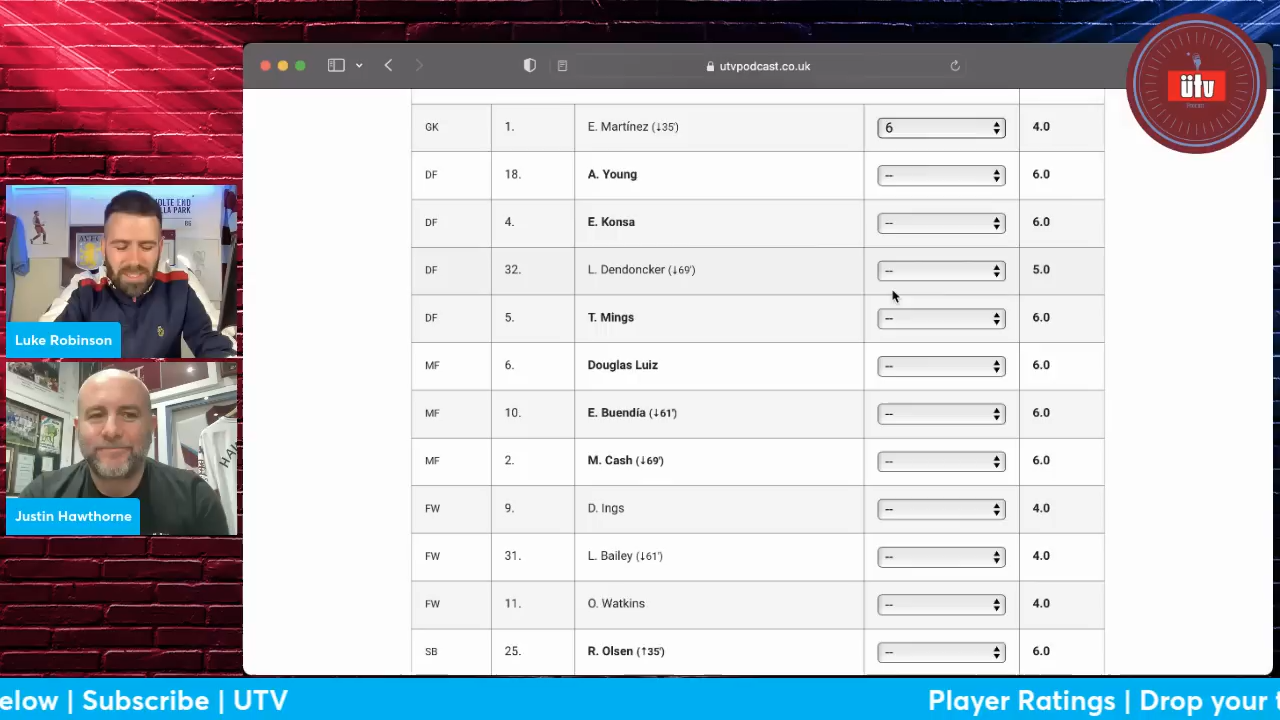 utvpodcast.co.uk
ütv
GK 1. E. Martínez (↓35') 6 4.0
DF 18. A. Young -- 6.0
DF 4. E. Konsa -- 6.0
DF 32. L. Dendoncker (↓69') -- 5.0
DF 5. T. Mings -- 6.0
MF 6. Douglas Luiz -- 6.0
MF 10. E. Buendía (↓61') -- 6.0
MF 2. M. Cash (↓69') -- 6.0
FW 9. D. Ings -- 4.0
FW 31. L. Bailey (↓61') -- 4.0
FW 11. O. Watkins -- 4.0
SB 25. R. Olsen (↑35') -- 6.0
Luke Robinson
Justin Hawthorne
elow | Subscribe | UTV
Player Ratings | Drop your t